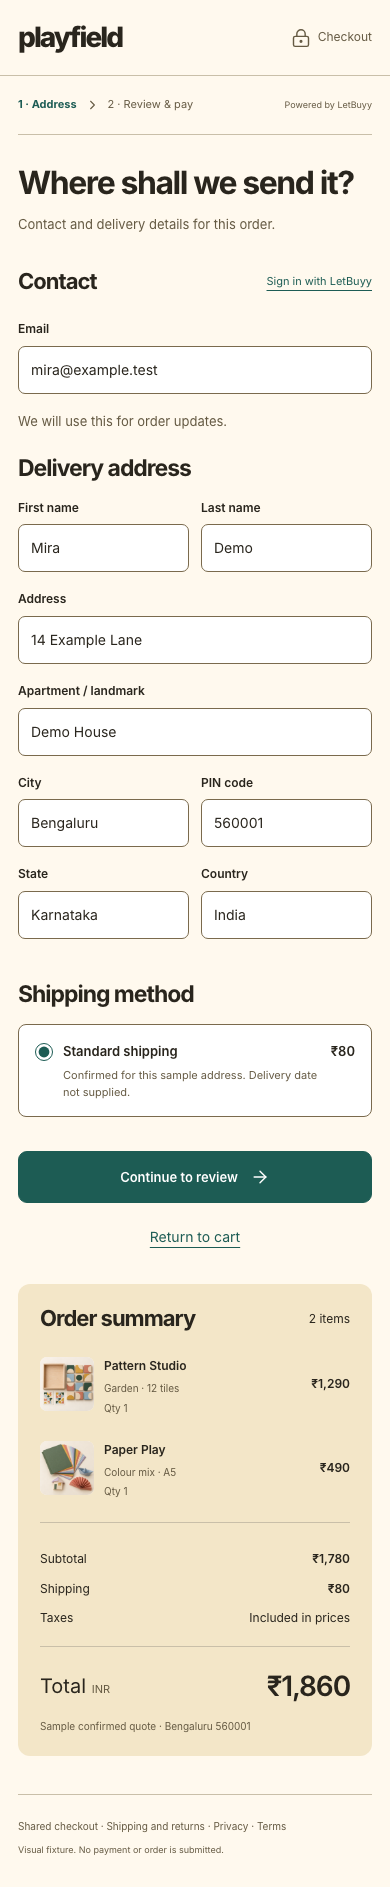 playfield
Checkout
1 · Address
2 · Review & pay
Powered by LetBuyy
Where shall we send it?
Contact and delivery details for this order.
Contact
Sign in with LetBuyy
Email
mira@example.test
We will use this for order updates.
Delivery address
First name
Last name
Mira
Demo
Address
14 Example Lane
Apartment / landmark
Demo House
City
PIN code
Bengaluru
560001
State
Country
Karnataka
India
Shipping method
Standard shipping
₹80
Confirmed for this sample address. Delivery date
not supplied.
Continue to review
Return to cart
Order summary
2 items
Pattern Studio
Garden · 12 tiles
Qty 1
₹1,290
Paper Play
Colour mix · A5
Qty 1
₹490
Subtotal
₹1,780
Shipping
₹80
Taxes
Included in prices
Total INR
₹1,860
Sample confirmed quote · Bengaluru 560001
Shared checkout · Shipping and returns · Privacy · Terms
Visual fixture. No payment or order is submitted.